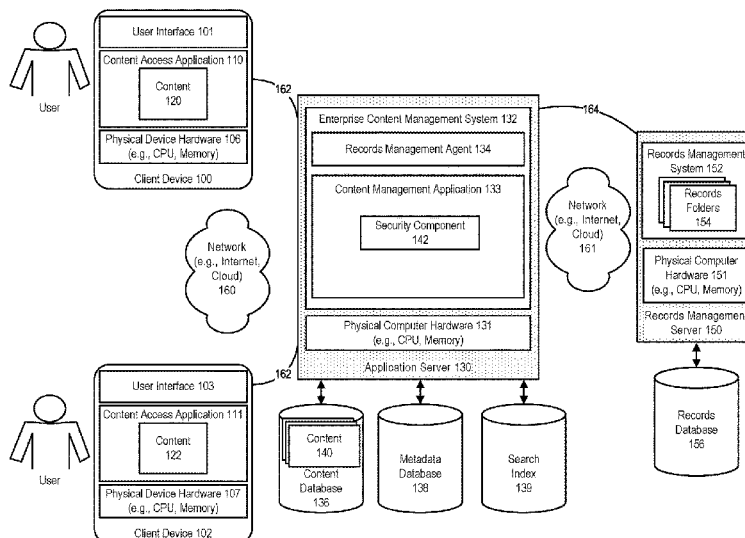 User Interface 101
Content Access Application 110
Content
120
Physical Device Hardware 106
(e.g., CPU, Memory)
Client Device 100
User
162
Enterprise Content Management System 132
Records Management Agent 134
Content Management Application 133
Security Component
142
Physical Computer Hardware 131
(e.g., CPU, Memory)
Application Server 130
164
Records Management
System 152
Records
Folders
154
Physical Computer
Hardware 151
(e.g., CPU, Memory)
Records Management
Server 150
Network
(e.g., Internet,
Cloud)
160
Network
(e.g., Internet,
Cloud)
161
162
User Interface 103
Content Access Application 111
Content
122
Physical Device Hardware 107
(e.g., CPU, Memory)
Client Device 102
User
Content
140
Content
Database
136
Metadata
Database
138
Search
Index
139
Records
Database
156